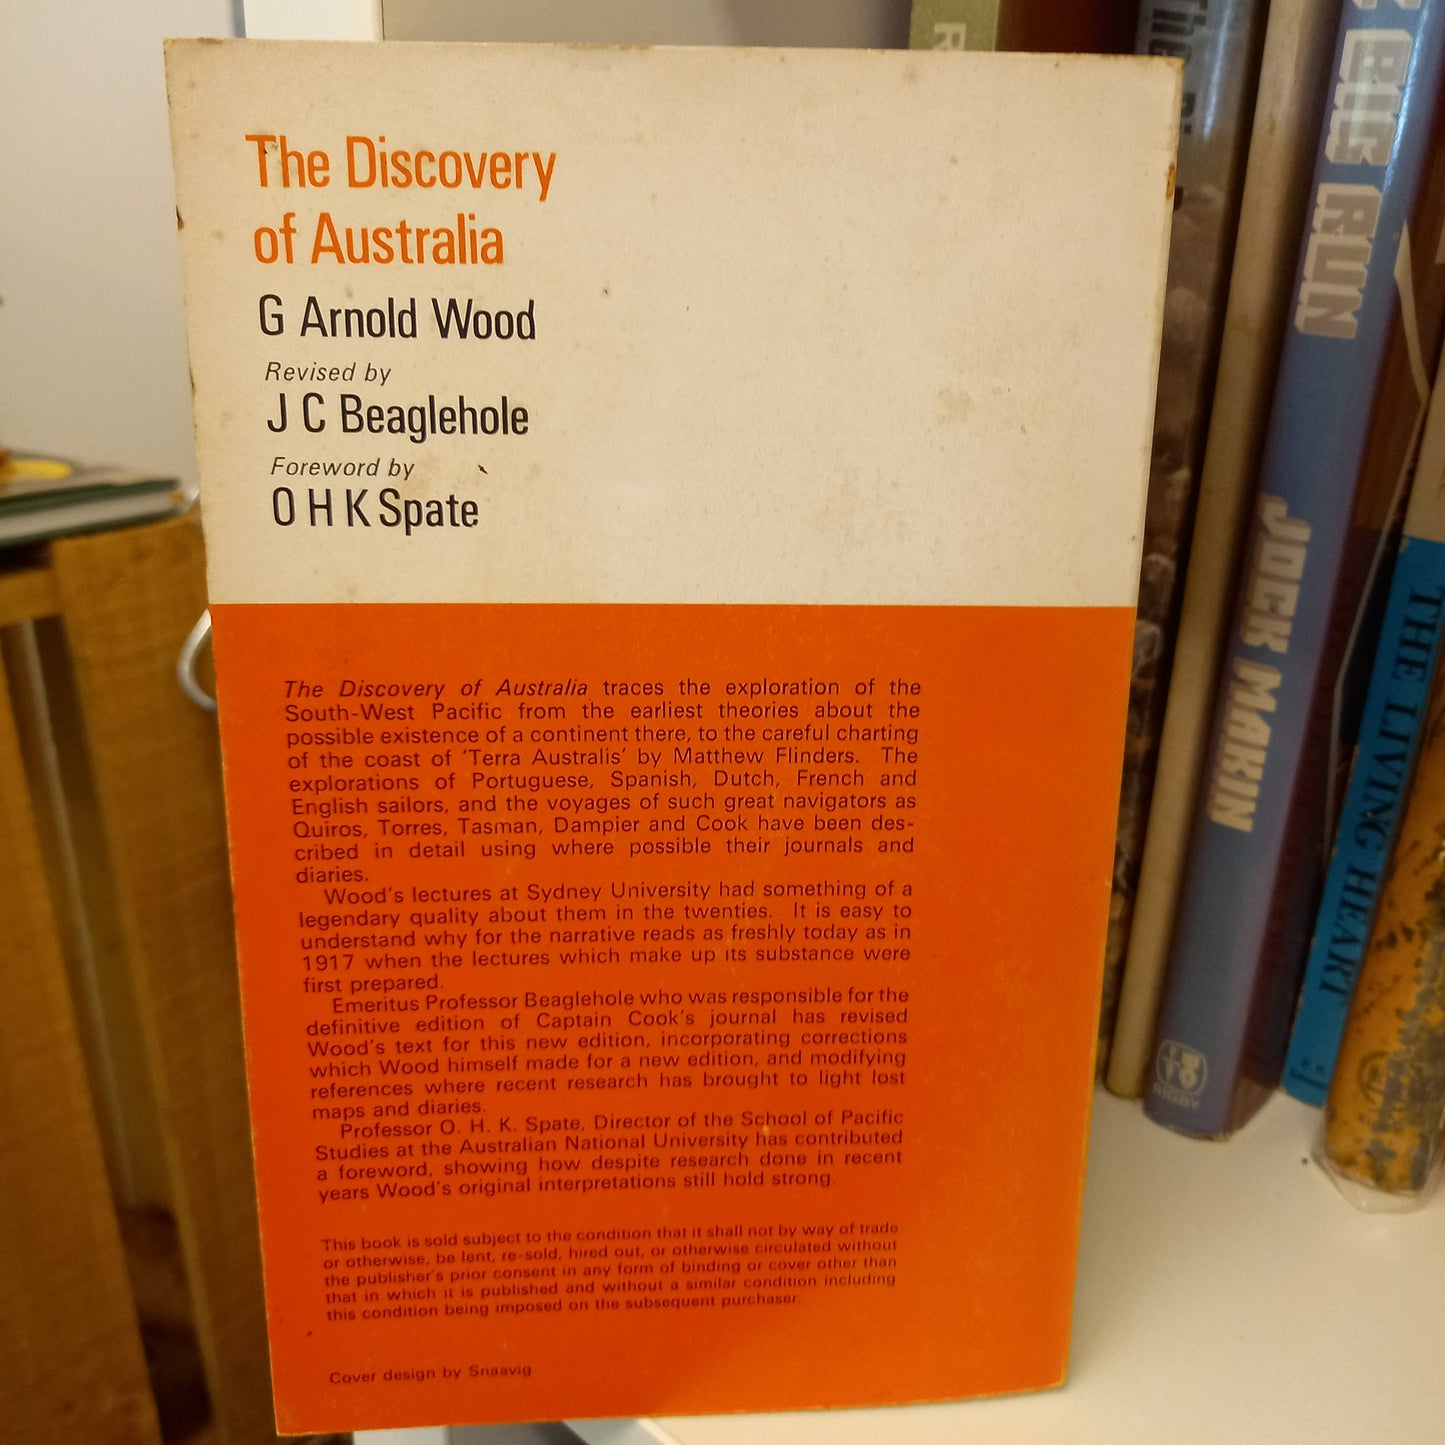 The Discovery
of Australia
G Arnold Wood
Revised by
J C Beaglehole
Foreword by
O H K Spate
The Discovery of Australia traces the exploration of the
South-West Pacific from the earliest theories about the
possible existence of a continent there, to the careful charting
of the coast of 'Terra Australis' by Matthew Flinders. The
explorations of Portuguese, Spanish, Dutch, French and
English sailors, and the voyages of such great navigators as
Quiros, Torres, Tasman, Dampier and Cook have been des-
cribed in detail using where possible their journals and
diaries.
Wood's lectures at Sydney University had something of a
legendary quality about them in the twenties. It is easy to
understand why for the narrative reads as freshly today as in
1917 when the lectures which make up its substance were
first prepared.
Emeritus Professor Beaglehole who was responsible for the
definitive edition of Captain Cook's journal has revised
Wood's text for this new edition, incorporating corrections
which Wood himself made for a new edition, and modifying
references where recent research has brought to light lost
maps and diaries.
Professor O. H. K. Spate, Director of the School of Pacific
Studies at the Australian National University has contributed
a foreword, showing how despite research done in recent
years Wood's original interpretations still hold strong.
This book is sold subject to the condition that it shall not by way of trade
or otherwise, be lent, re-sold, hired out, or otherwise circulated without
the publisher's prior consent in any form of binding or cover other than
that in which it is published and without a similar condition including
this condition being imposed on the subsequent purchaser.
Cover design by Snaavig
The
BIG RUN
JOCK MAKIN
RIGBY
THE LIVING HEART